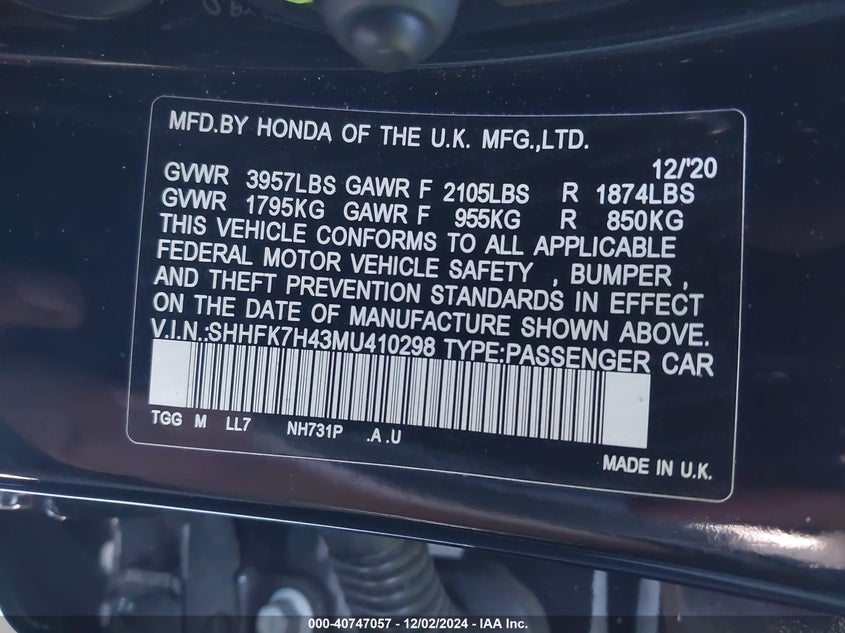 MFD.BY HONDA OF THE U.K. MFG.,LTD.
12/'20
GVWR 3957LBS GAWR F 2105LBS R 1874LBS
GVWR 1795KG GAWR F 955KG R 850KG
THIS VEHICLE CONFORMS TO ALL APPLICABLE
FEDERAL MOTOR VEHICLE SAFETY , BUMPER ,
AND THEFT PREVENTION STANDARDS IN EFFECT
ON THE DATE OF MANUFACTURE SHOWN ABOVE.
V.I.N.:SHHFK7H43MU410298 TYPE:PASSENGER CAR
TGG M LL7 NH731P .A.U
MADE IN U.K.
000-40747057 - 12/02/2024 - IAA Inc.